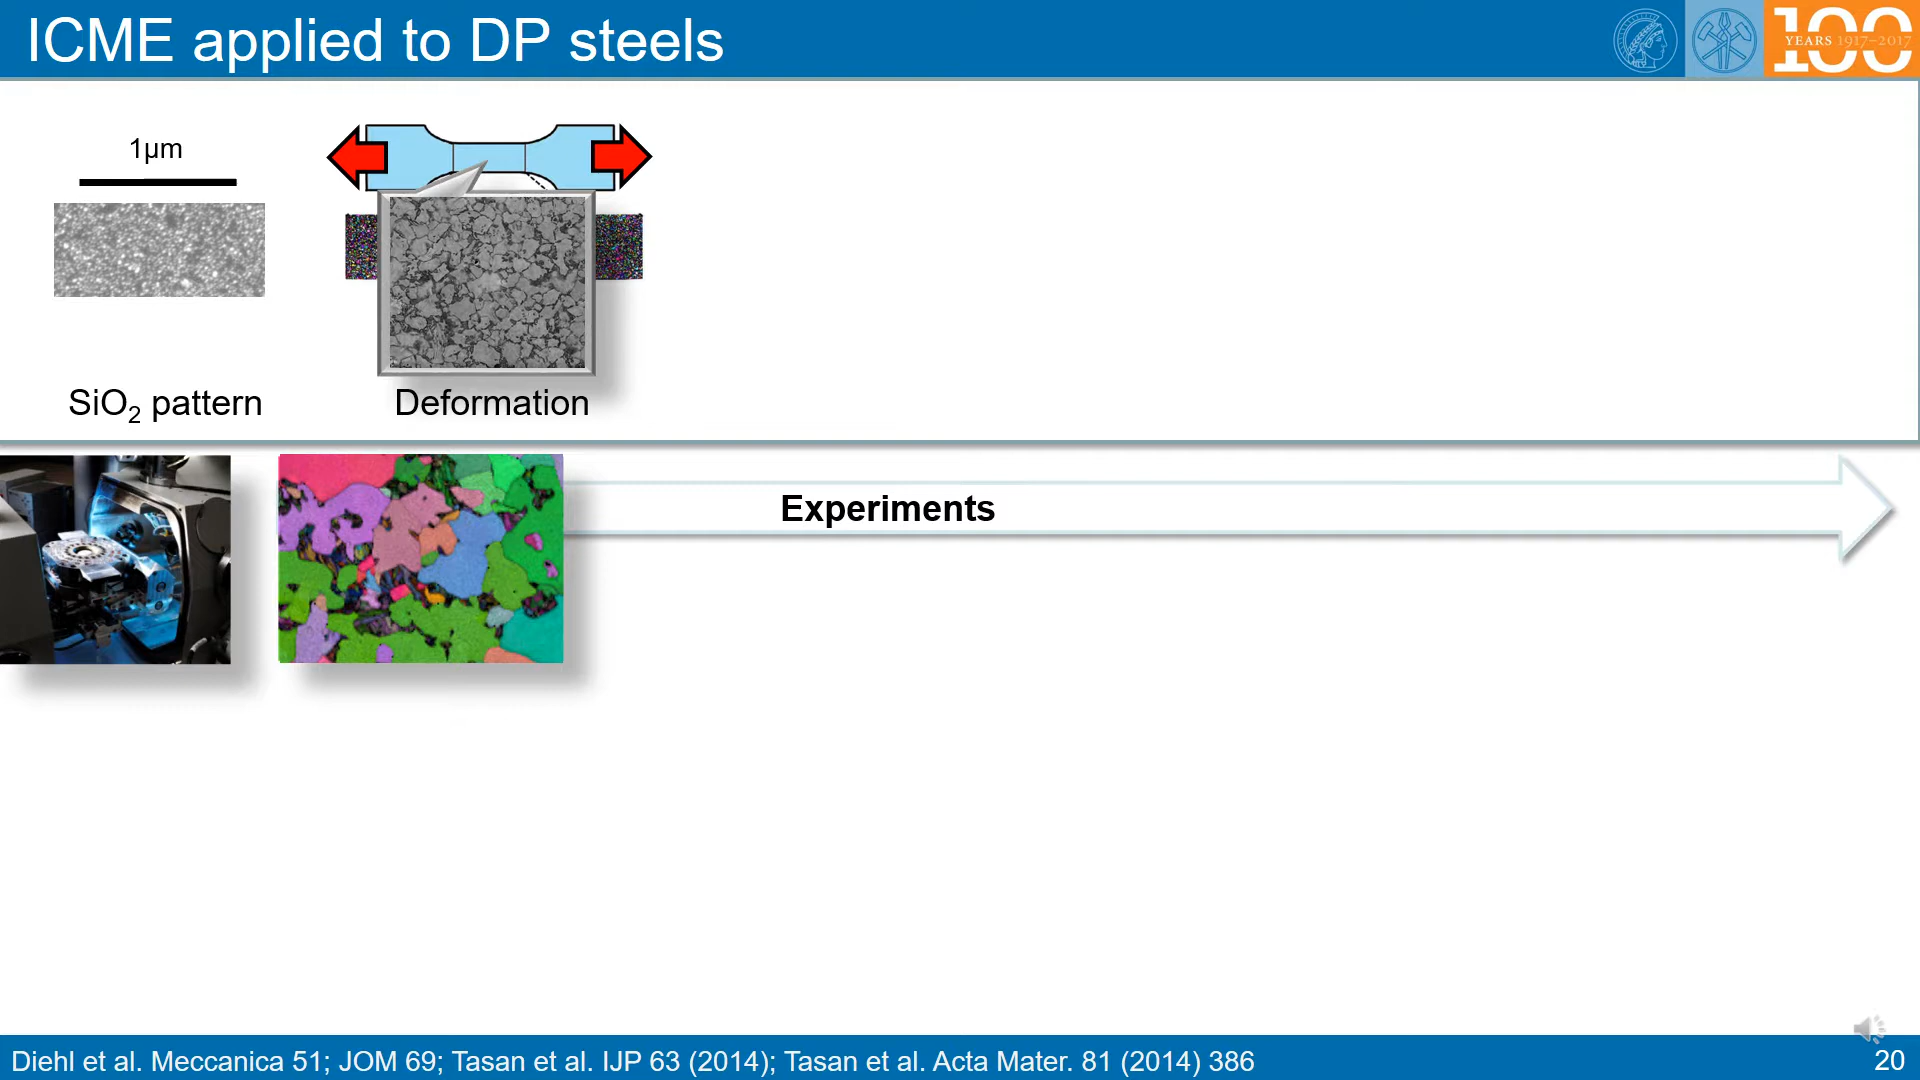 ICME applied to DP steels
100
YEARS 1917–2017
1µm
SiO2 pattern
Deformation
Experiments
Diehl et al. Meccanica 51; JOM 69; Tasan et al. IJP 63 (2014); Tasan et al. Acta Mater. 81 (2014) 386
20